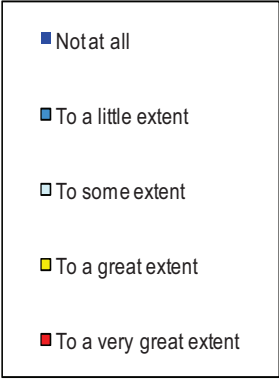 Not at all
To a little extent
To some extent
To a great extent
To a very great extent